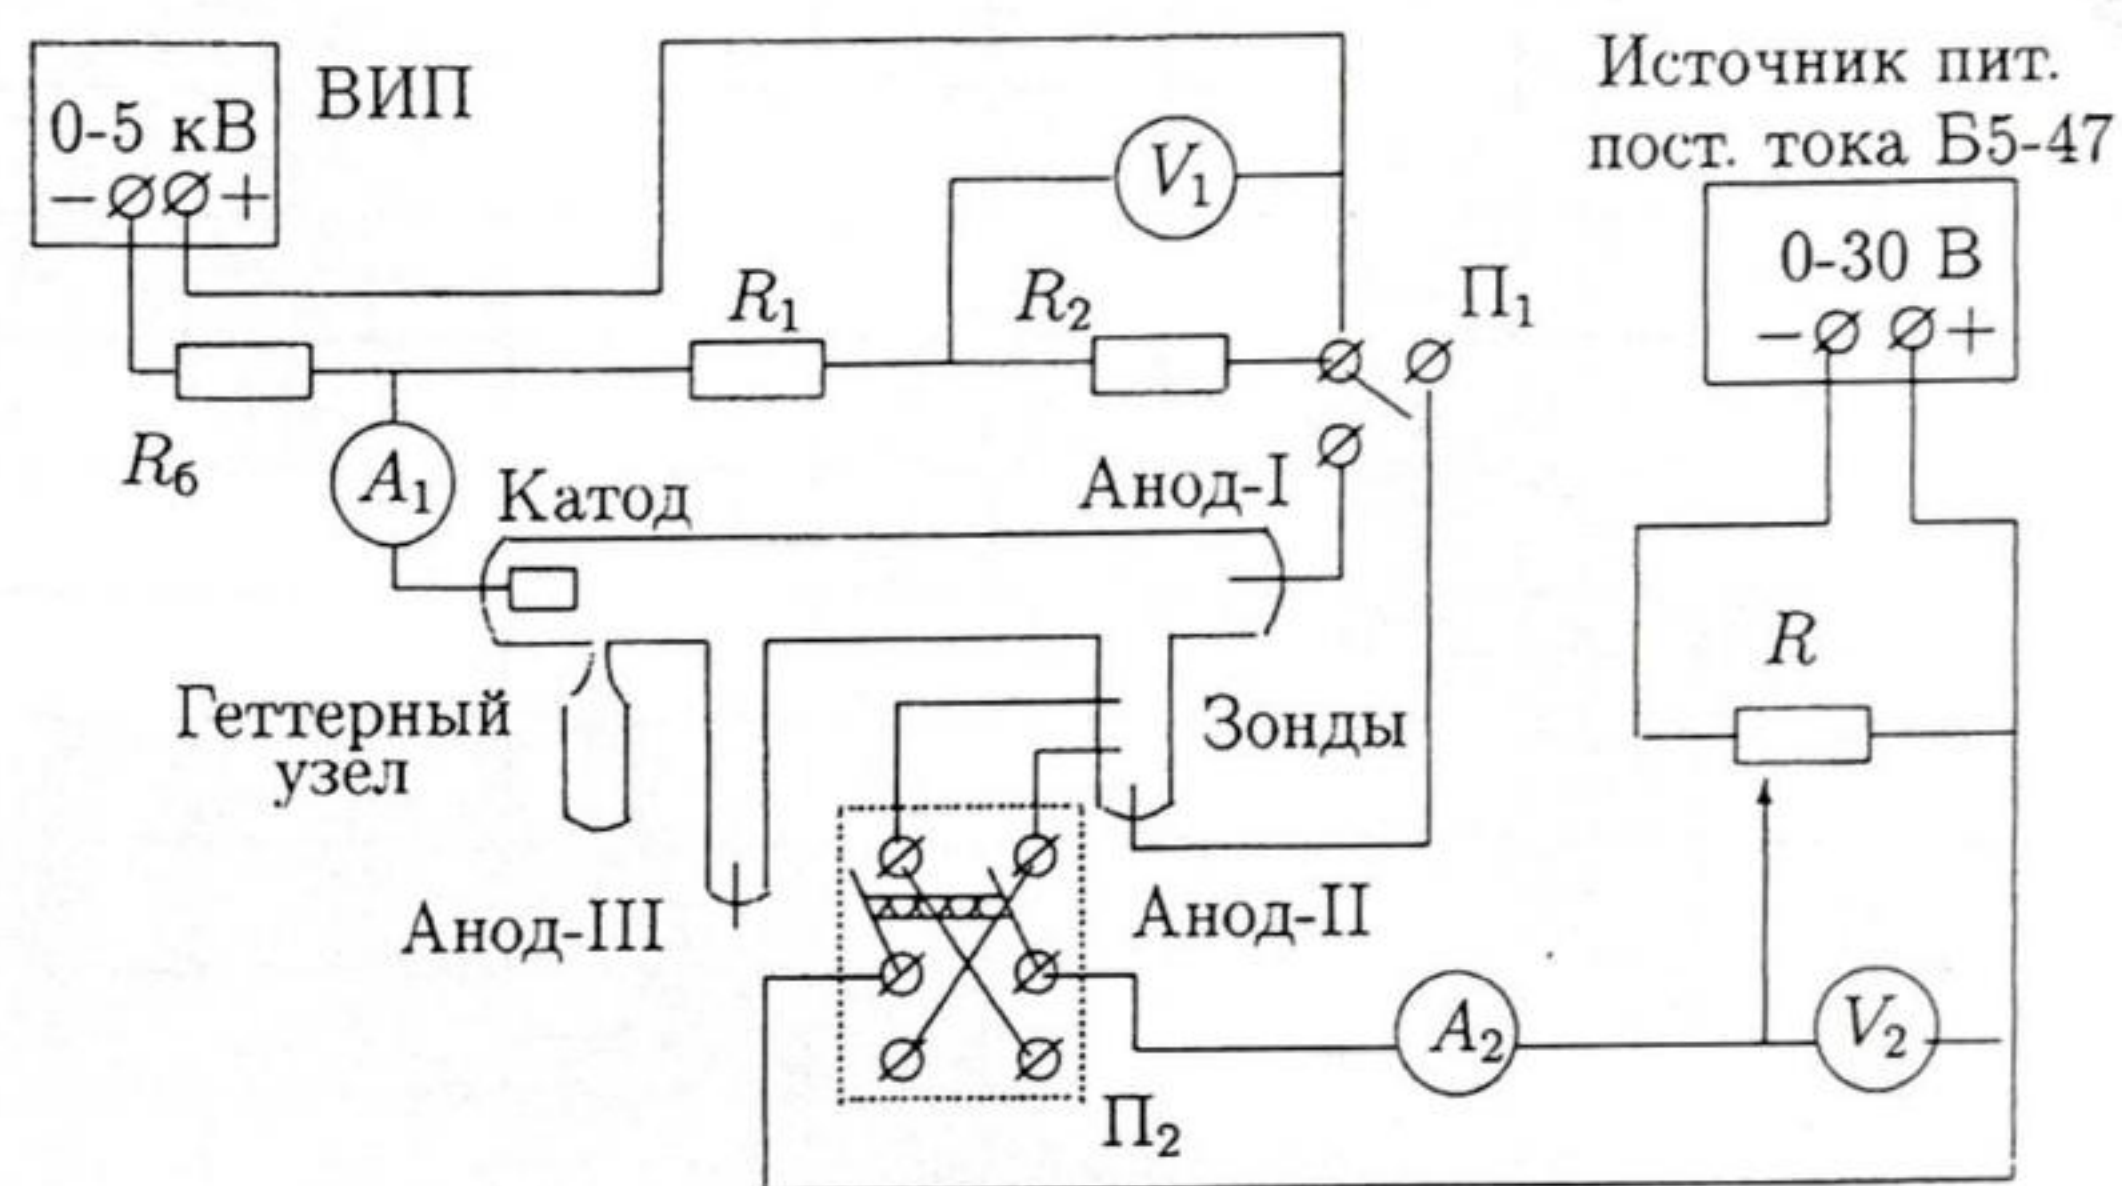 ВИП
0-5 кВ
− +
Источник пит.
пост. тока Б5-47
0-30 В
− +
V₁
R₁
R₂
П₁
R₆
A₁
Катод
Анод-I
R
Геттерный
узел
Зонды
Анод-III
Анод-II
A₂
V₂
П₂